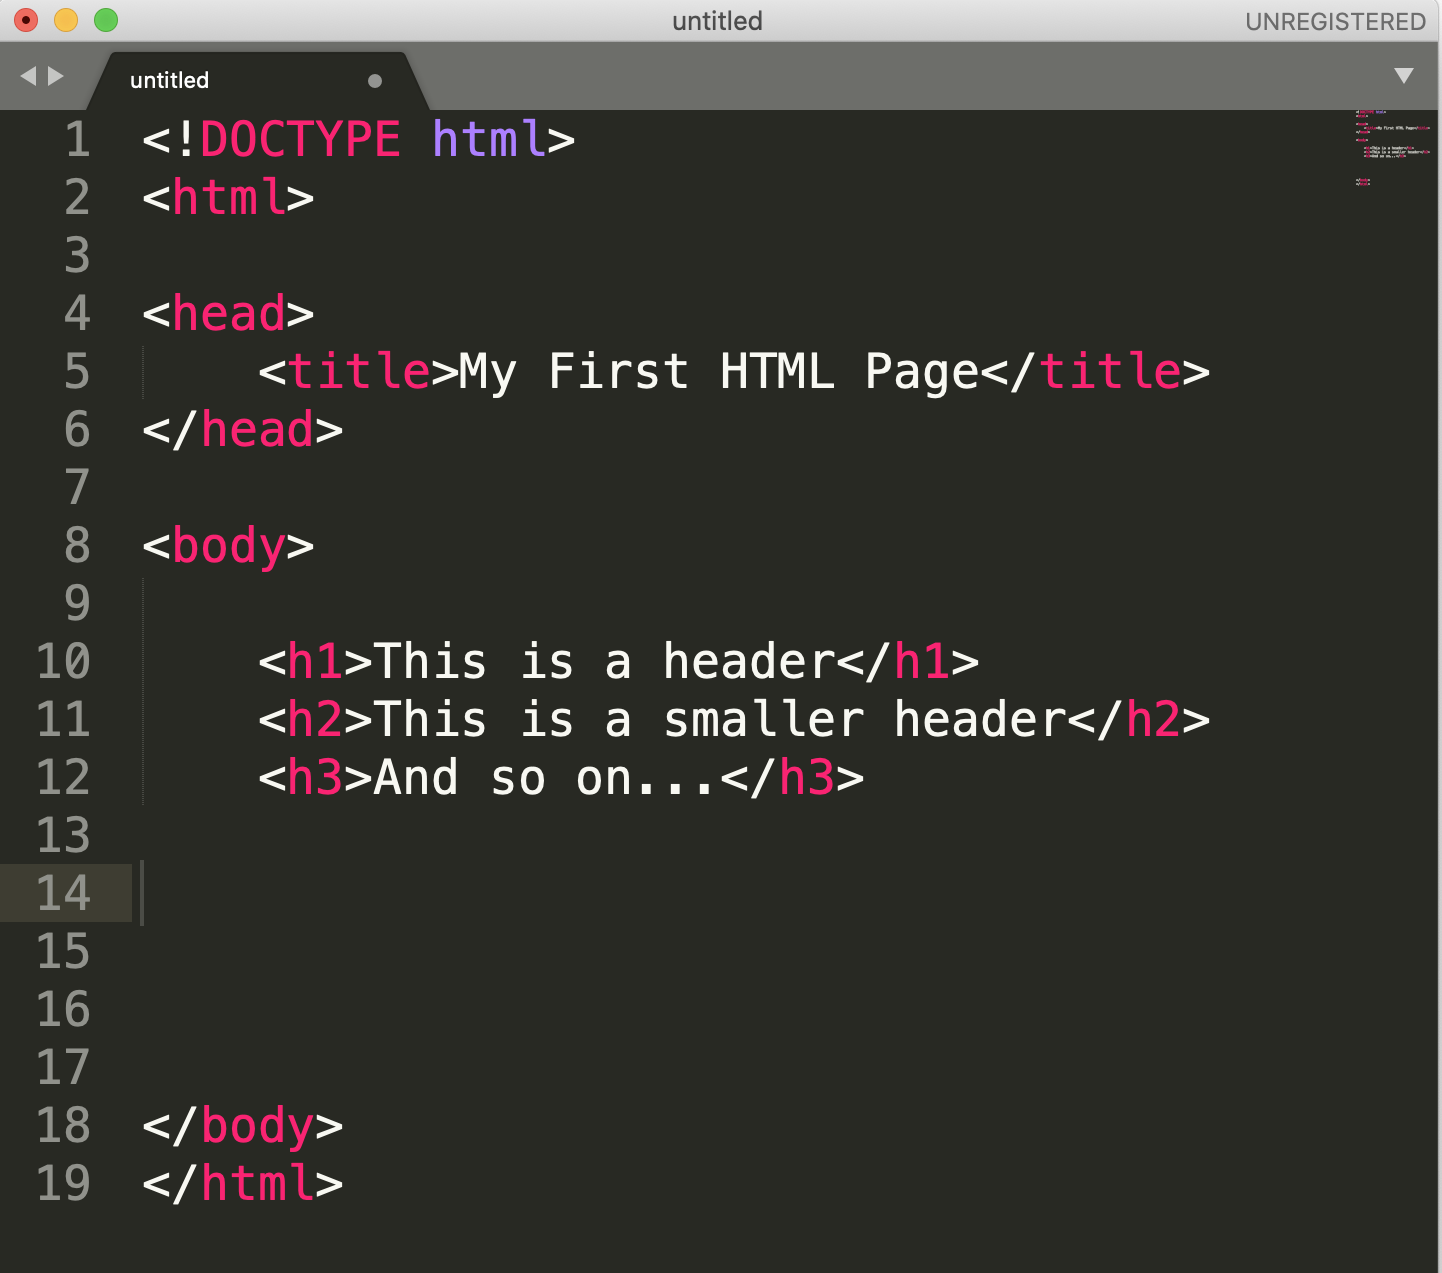 untitled
UNREGISTERED
untitled
1 <!DOCTYPE html>
2 <html>
3
4 <head>
5     <title>My First HTML Page</title>
6 </head>
7
8 <body>
9
10     <h1>This is a header</h1>
11     <h2>This is a smaller header</h2>
12     <h3>And so on...</h3>
13
14
15
16
17
18 </body>
19 </html>